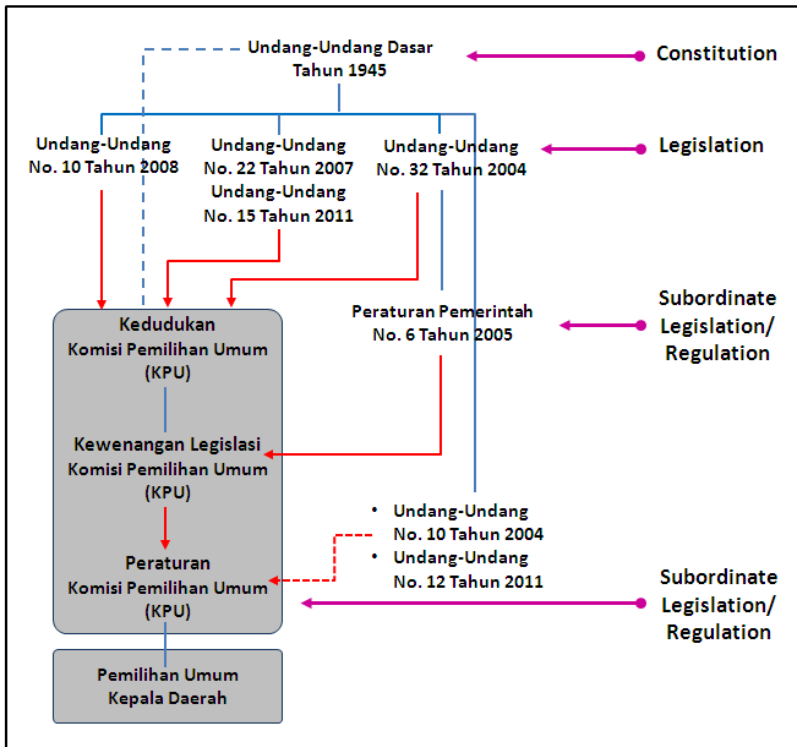 Undang-Undang Dasar
Tahun 1945
Constitution
Undang-Undang
No. 10 Tahun 2008
Undang-Undang
No. 22 Tahun 2007
Undang-Undang
No. 15 Tahun 2011
Undang-Undang
No. 32 Tahun 2004
Legislation
Kedudukan
Komisi Pemilihan Umum
(KPU)
Peraturan Pemerintah
No. 6 Tahun 2005
Subordinate
Legislation/
Regulation
Kewenangan Legislasi
Komisi Pemilihan Umum
(KPU)
• Undang-Undang
No. 10 Tahun 2004
• Undang-Undang
No. 12 Tahun 2011
Peraturan
Komisi Pemilihan Umum
(KPU)
Subordinate
Legislation/
Regulation
Pemilihan Umum
Kepala Daerah